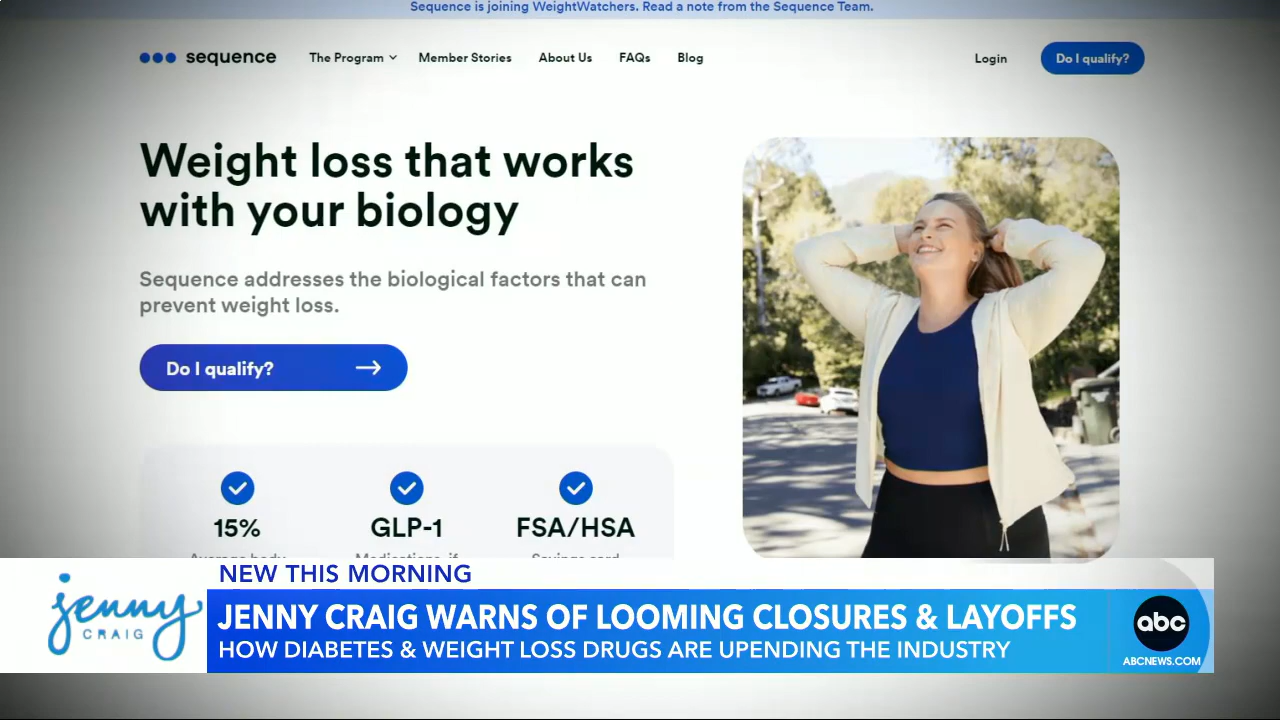 Sequence is joining WeightWatchers. Read a note from the Sequence Team.
sequence The Program Member Stories About Us FAQs Blog Login Do I qualify?
Weight loss that works
with your biology
Sequence addresses the biological factors that can
prevent weight loss.
Do I qualify?
15% GLP-1 FSA/HSA
NEW THIS MORNING
JENNY CRAIG WARNS OF LOOMING CLOSURES & LAYOFFS
HOW DIABETES & WEIGHT LOSS DRUGS ARE UPENDING THE INDUSTRY
jenny
CRAIG
abc
ABCNEWS.COM